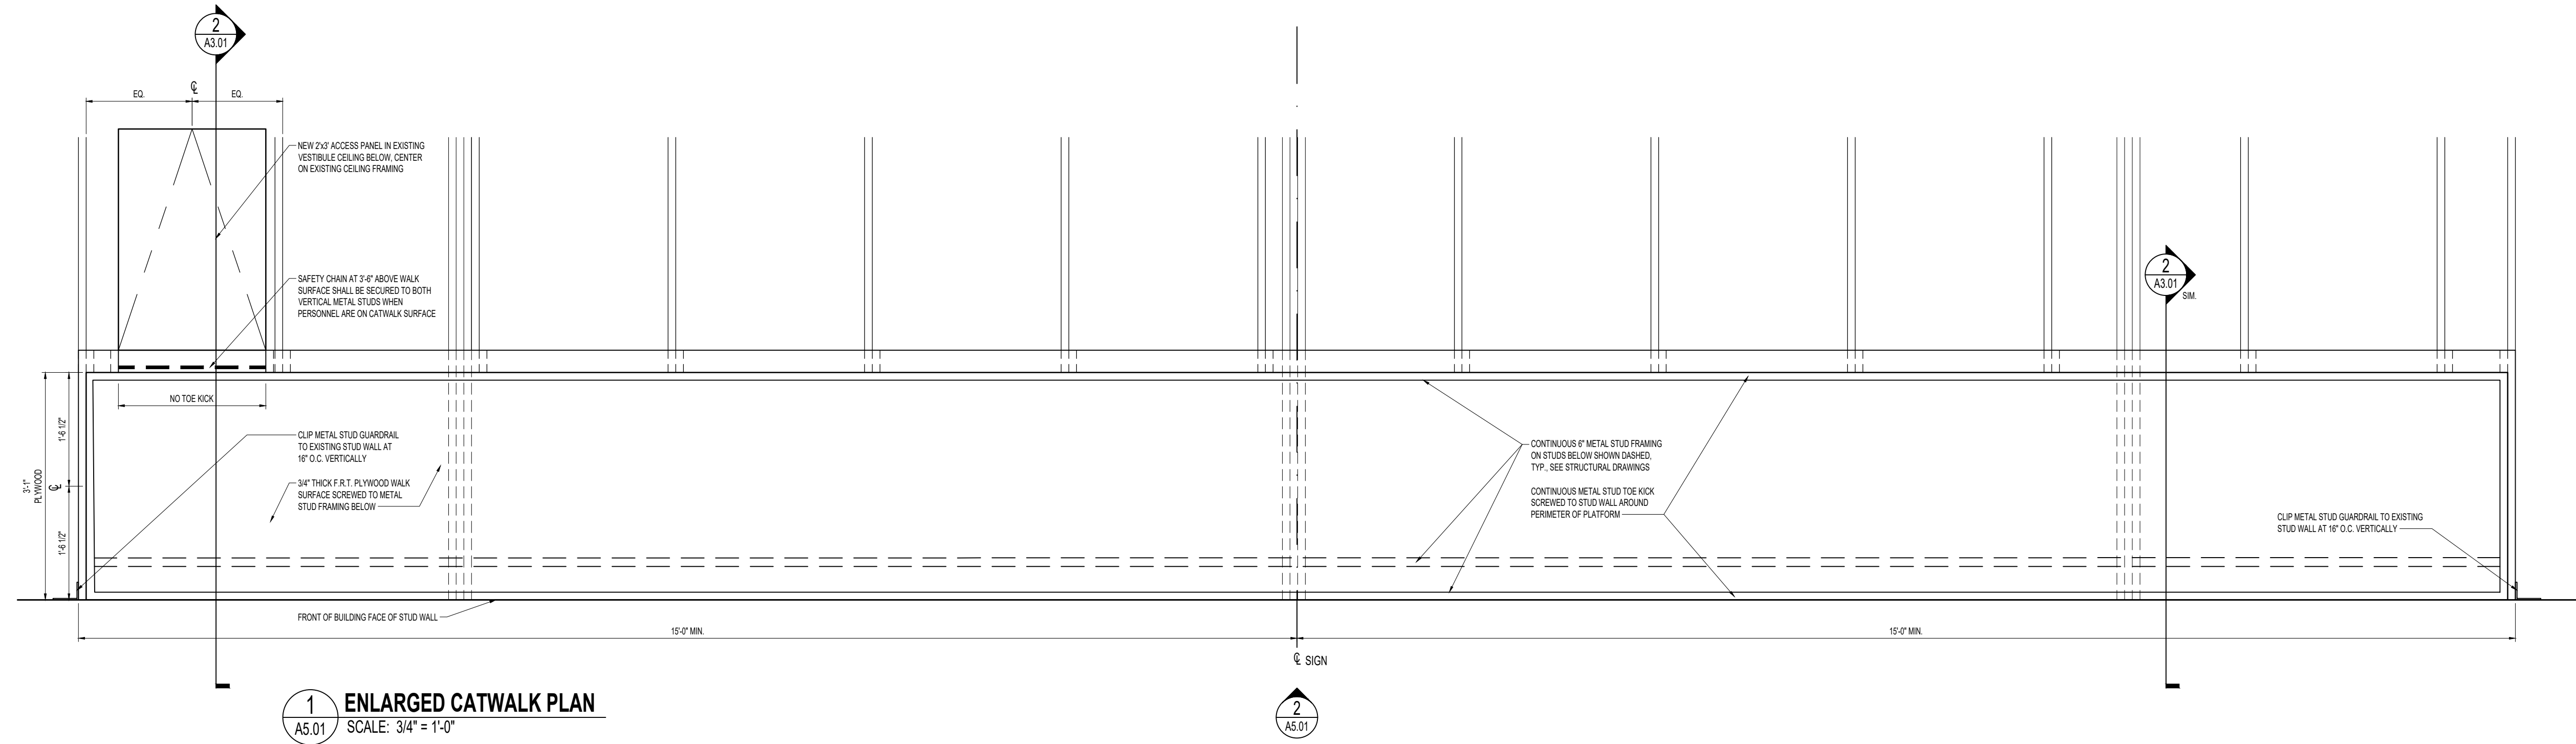 2
A3.01
℄
EQ.
EQ.
NEW 2'x3' ACCESS PANEL IN EXISTING
VESTIBULE CEILING BELOW, CENTER
ON EXISTING CEILING FRAMING
SAFETY CHAIN AT 3'-6" ABOVE WALK
SURFACE SHALL BE SECURED TO BOTH
VERTICAL METAL STUDS WHEN
PERSONNEL ARE ON CATWALK SURFACE
2
A3.01
SIM.
NO TOE KICK
1'-6 1/2"
3'-1"
PLYWOOD
℄
1'-6 1/2"
CLIP METAL STUD GUARDRAIL
TO EXISTING STUD WALL AT
16" O.C. VERTICALLY
3/4" THICK F.R.T. PLYWOOD WALK
SURFACE SCREWED TO METAL
STUD FRAMING BELOW
CONTINUOUS 6" METAL STUD FRAMING
ON STUDS BELOW SHOWN DASHED,
TYP., SEE STRUCTURAL DRAWINGS
CONTINUOUS METAL STUD TOE KICK
SCREWED TO STUD WALL AROUND
PERIMETER OF PLATFORM
CLIP METAL STUD GUARDRAIL TO EXISTING
STUD WALL AT 16" O.C. VERTICALLY
FRONT OF BUILDING FACE OF STUD WALL
15'-0" MIN.
15'-0" MIN.
℄ SIGN
1
A5.01
ENLARGED CATWALK PLAN
SCALE: 3/4" = 1'-0"
2
A5.01